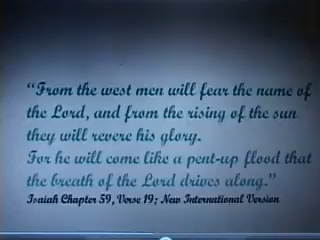 “From the west men will fear the name of
the Lord, and from the rising of the sun
they will revere his glory.
For he will come like a pent-up flood that
the breath of the Lord drives along.”
Isaiah Chapter 59, Verse 19; New International Version